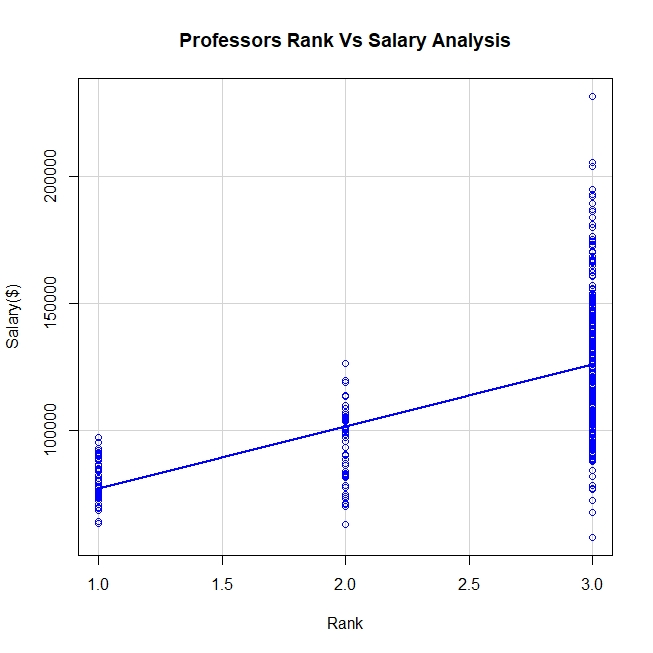 Professors Rank Vs Salary Analysis
200000
150000
100000
Salary($)
1.0 1.5 2.0 2.5 3.0
Rank